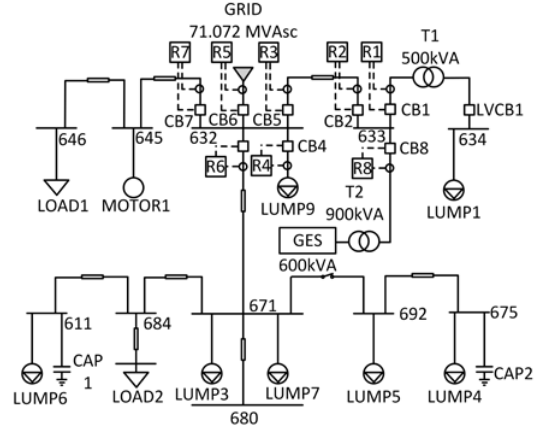 GRID
71.072 MVAsc
T1
500kVA
R7
R5
R3
R2
R1
CB7
CB6
CB5
CB2
CB1
LVCB1
646
645
632
633
634
CB4
CB8
R6
R4
R8
LOAD1
MOTOR1
LUMP9
T2
900kVA
LUMP1
GES
600kVA
611
684
671
692
675
CAP
1
LUMP6
LOAD2
LUMP3
LUMP7
LUMP5
LUMP4
CAP2
680